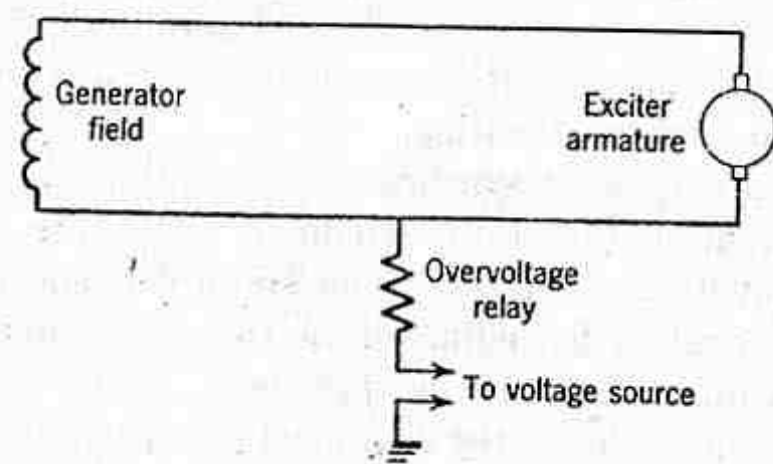 Generator
field
Exciter
armature
Overvoltage
relay
To voltage source